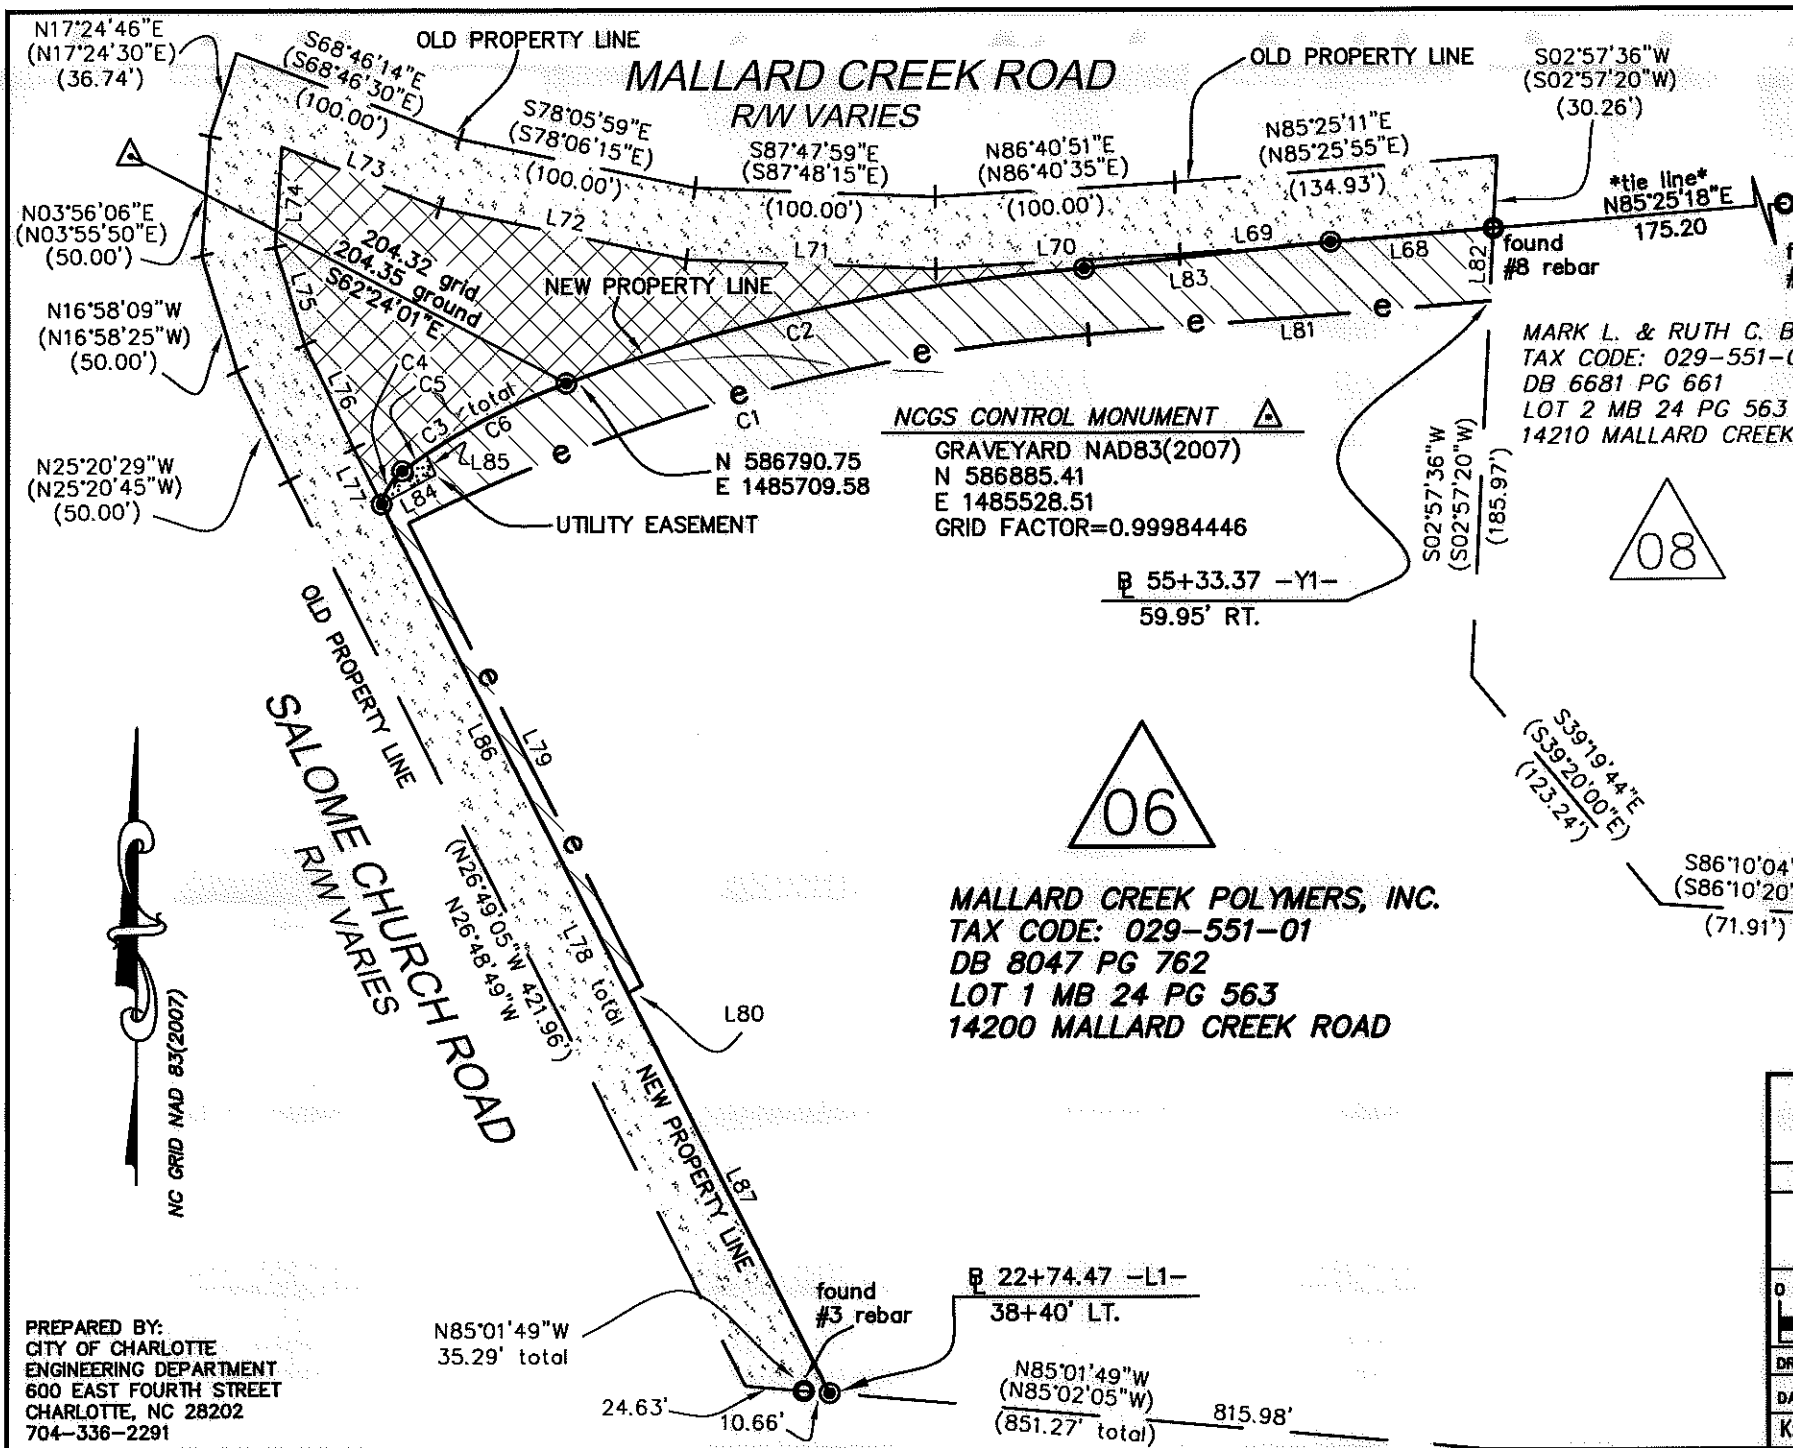 N17°24'46"E
(N17°24'30"E)
(36.74')
S68°46'14"E
(S68°46'30"E)
(100.00')
OLD PROPERTY LINE
MALLARD CREEK ROAD
R/W VARIES
S78°05'59"E
(S78°06'15"E)
(100.00')
S87°47'59"E
(S87°48'15"E)
(100.00')
N86°40'51"E
(N86°40'35"E)
(100.00')
OLD PROPERTY LINE
N85°25'11"E
(N85°25'55"E)
(134.93')
S02°57'36"W
(S02°57'20"W)
(30.26')
*tie line*
N85°25'18"E
175.20
found
#8 rebar
N03°56'06"E
(N03°55'50"E)
(50.00')
N16°58'09"W
(N16°58'25"W)
(50.00')
N25°20'29"W
(N25°20'45"W)
(50.00')
L73
L74
L72
L71
L70
L69
L68
L82
L83
L81
L75
L76
L77
204.32 grid
204.35 ground
S62°24'01"E
NEW PROPERTY LINE
C2
C4
C5
C3 total
C6
C1
L85
L84
e
e
e
e
e
N 586790.75
E 1485709.58
UTILITY EASEMENT
NCGS CONTROL MONUMENT
GRAVEYARD NAD83(2007)
N 586885.41
E 1485528.51
GRID FACTOR=0.99984446
MARK L. & RUTH C. B
TAX CODE: 029-551-0
DB 6681 PG 661
LOT 2 MB 24 PG 563
14210 MALLARD CREEK
S02°57'36"W
(S02°57'20"W)
(185.97')
08
PL 55+33.37 -Y1-
59.95' RT.
OLD PROPERTY LINE
SALOME CHURCH ROAD
R/W VARIES
e
e
L86
L79
(N26°49'05"W 421.96')
N26°48'49"W
L78 total
L80
NEW PROPERTY LINE
L87
06
MALLARD CREEK POLYMERS, INC.
TAX CODE: 029-551-01
DB 8047 PG 762
LOT 1 MB 24 PG 563
14200 MALLARD CREEK ROAD
S39°19'44"E
(S39°20'00"E)
(123.24')
S86°10'04"
(S86°10'20"
(71.91')
NC GRID NAD 83(2007)
PREPARED BY:
CITY OF CHARLOTTE
ENGINEERING DEPARTMENT
600 EAST FOURTH STREET
CHARLOTTE, NC 28202
704-336-2291
N85°01'49"W
35.29' total
found
#3 rebar
PL 22+74.47 -L1-
38+40' LT.
24.63'
10.66'
N85°01'49"W
(N85°02'05"W)
(851.27' total)
815.98'
0
DR
DA
K